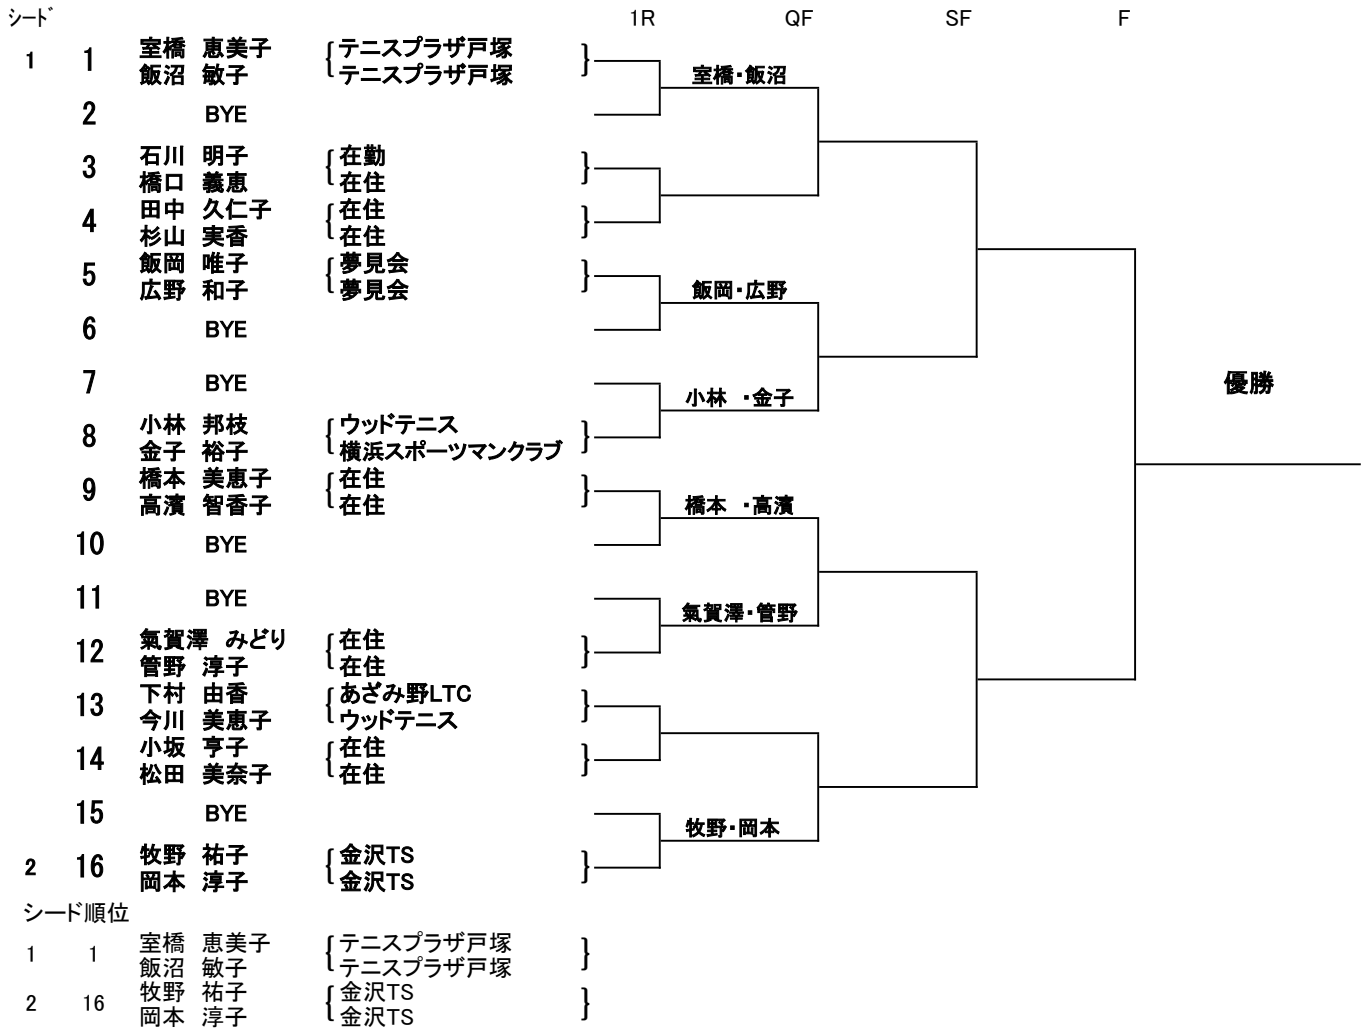 ｼｰﾄﾞ 1R QF SF F
室橋　恵美子 テニスプラザ戸塚
1 1
飯沼　敏子 テニスプラザ戸塚 室橋・飯沼
2 BYE
石川　明子 在勤
3
橋口　義恵 在住
田中　久仁子 在住
4
杉山　実香 在住
飯岡　唯子 夢見会
5
広野　和子 夢見会 飯岡・広野
6 BYE
7 BYE 優勝
小林　・金子
小林　邦枝 ウッドテニス
8
金子　裕子 横浜スポーツマンクラブ
橋本　美恵子 在住
9
高濱　智香子 在住 橋本　・高濱
10 BYE
11 BYE
氣賀澤・管野
氣賀澤　みどり 在住
12
管野　淳子 在住
下村　由香 あざみ野LTC
13
今川　美恵子 ウッドテニス
小坂　亨子 在住
14
松田　美奈子 在住
15 BYE
牧野・岡本
牧野　祐子 金沢TS
2 16
岡本　淳子 金沢TS
シード順位
室橋　恵美子 テニスプラザ戸塚
1 1
飯沼　敏子 テニスプラザ戸塚
牧野　祐子 金沢TS
2 16
岡本　淳子 金沢TS